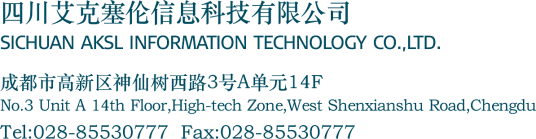 四川艾克塞伦信息科技有限公司
SICHUAN AKSL INFORMATION TECHNOLOGY CO.,LTD.
成都市高新区神仙树西路3号A单元14F
No.3 Unit A 14th Floor,High-tech Zone,West Shenxianshu Road,Chengdu
Tel:028-85530777 Fax:028-85530777